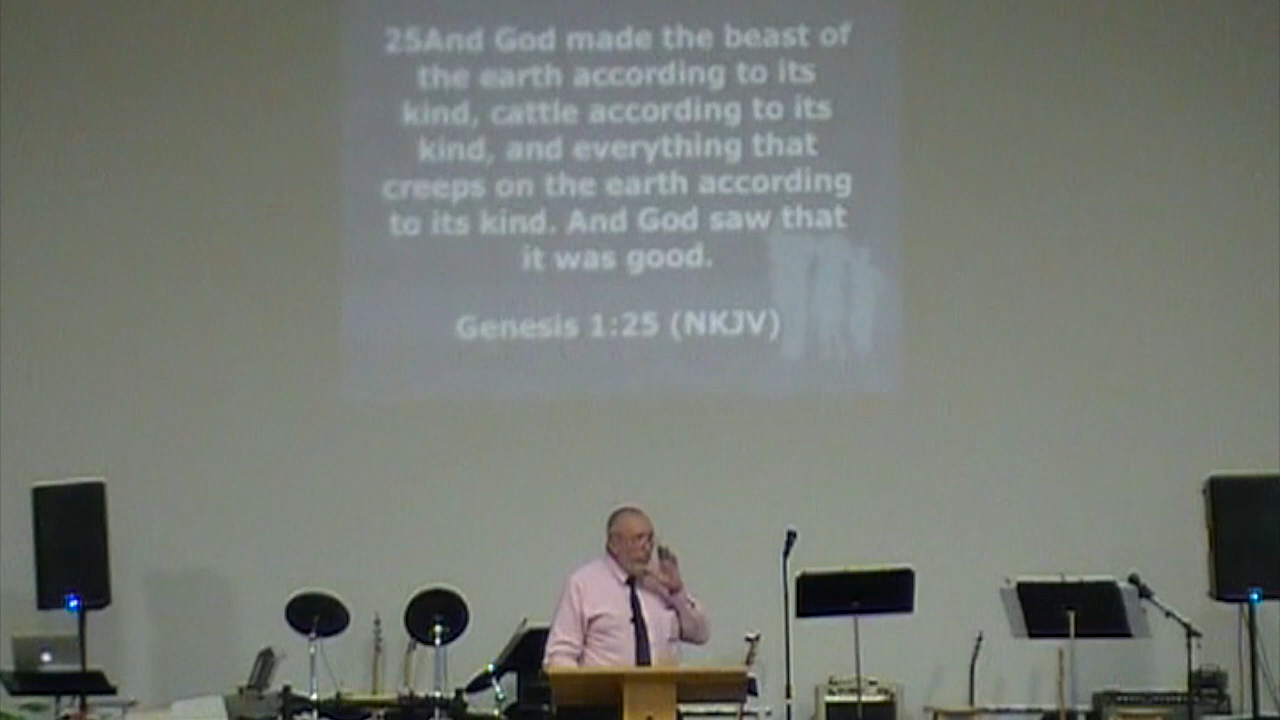 25And God made the beast of
the earth according to its
kind, cattle according to its
kind, and everything that
creeps on the earth according
to its kind. And God saw that
it was good.
Genesis 1:25 (NKJV)